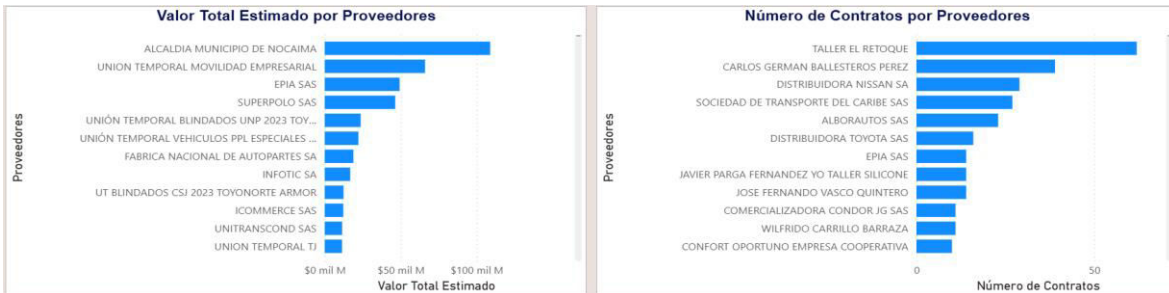 Valor Total Estimado por Proveedores
Proveedores
ALCALDIA MUNICIPIO DE NOCAIMA
UNION TEMPORAL MOVILIDAD EMPRESARIAL
EPIA SAS
SUPERPOLO SAS
UNIÓN TEMPORAL BLINDADOS UNP 2023 TOY...
UNIÓN TEMPORAL VEHICULOS PPL ESPECIALES ...
FABRICA NACIONAL DE AUTOPARTES SA
INFOTIC SA
UT BLINDADOS CSJ 2023 TOYONORTE ARMOR
ICOMMERCE SAS
UNITRANSCOND SAS
UNION TEMPORAL TJ
$0 mil M $50 mil M $100 mil M
Valor Total Estimado
Número de Contratos por Proveedores
Proveedores
TALLER EL RETOQUE
CARLOS GERMAN BALLESTEROS PEREZ
DISTRIBUIDORA NISSAN SA
SOCIEDAD DE TRANSPORTE DEL CARIBE SAS
ALBORAUTOS SAS
DISTRIBUIDORA TOYOTA SAS
EPIA SAS
JAVIER PARGA FERNANDEZ YO TALLER SILICONE
JOSE FERNANDO VASCO QUINTERO
COMERCIALIZADORA CONDOR JG SAS
WILFRIDO CARRILLO BARRAZA
CONFORT OPORTUNO EMPRESA COOPERATIVA
0 50
Número de Contratos